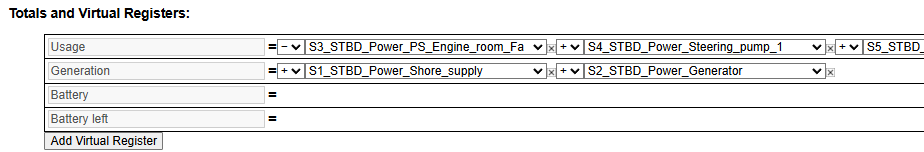 Totals and Virtual Registers:
Usage = − S3_STBD_Power_PS_Engine_room_Fa + S4_STBD_Power_Steering_pump_1 + S5_STBD_
Generation = + S1_STBD_Power_Shore_supply + S2_STBD_Power_Generator
Battery =
Battery left =
Add Virtual Register